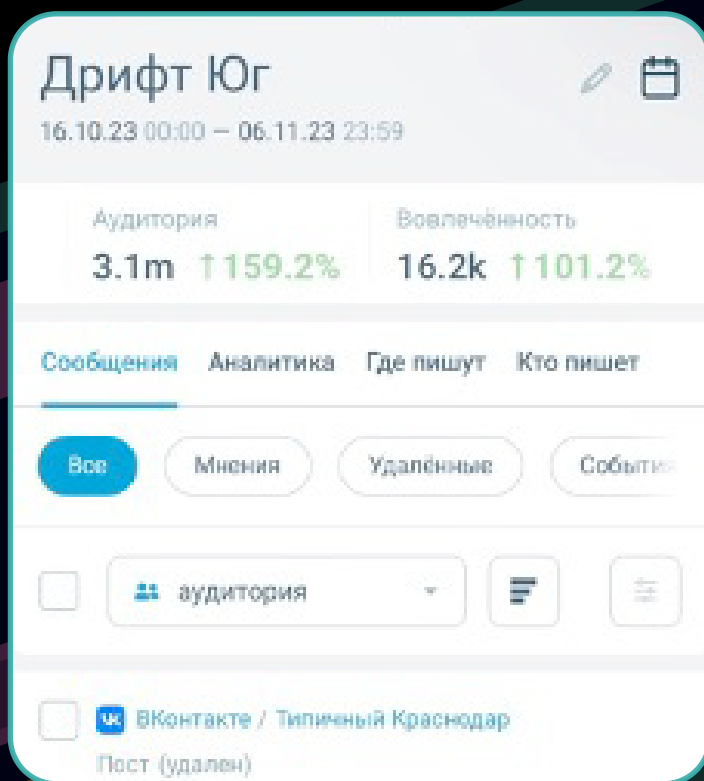 Дрифт Юг
16.10.23 00:00 — 06.11.23 23:59
Аудитория Вовлечённость
3.1m ↑159.2% 16.2k ↑101.2%
Сообщения Аналитика Где пишут Кто пишет
Все Мнения Удалённые Событи
аудитория
ВКонтакте / Типичный Краснодар
Пост (удален)